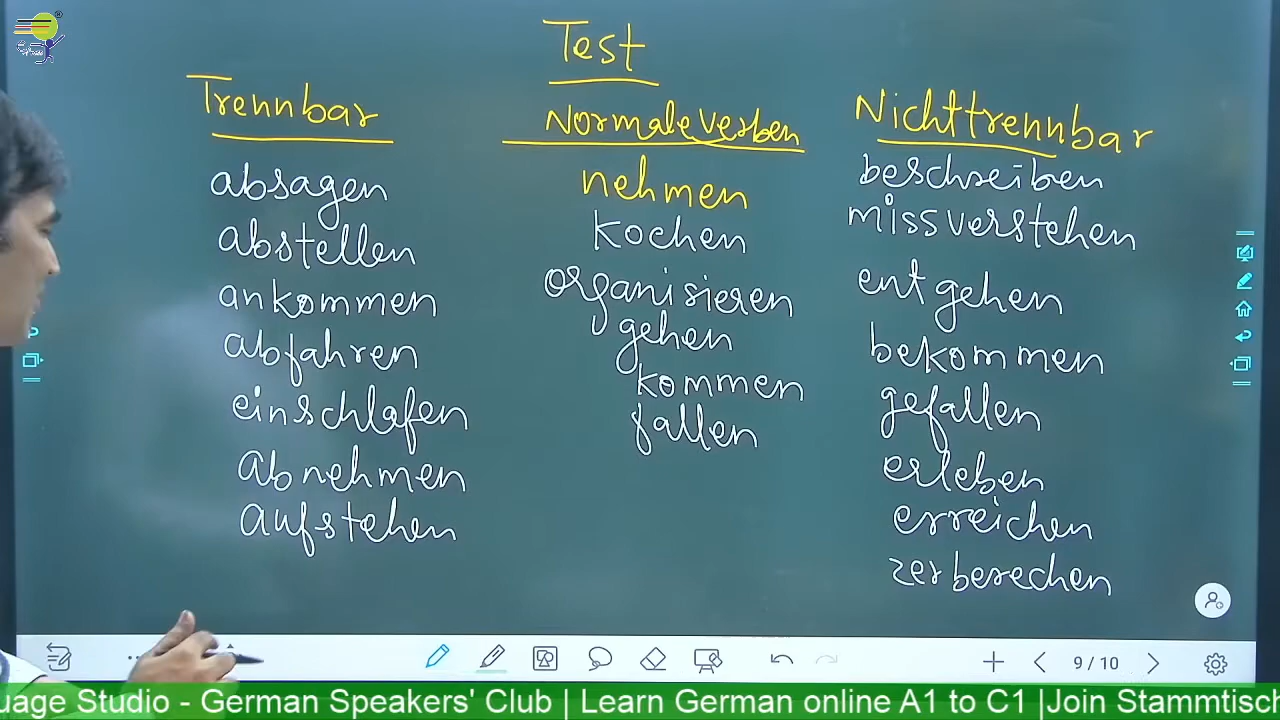 Test
Trennbar
Normale verben
Nichttrennbar
absagen
abstellen
ankommen
abfahren
einschlafen
abnehmen
aufstehen
nehmen
kochen
organisieren
gehen
kommen
fallen
beschreiben
missverstehen
entgehen
bekommen
gefallen
erleben
erreichen
zerberechen
9/10
uage Studio - German Speakers' Club | Learn German online A1 to C1 |Join Stammtisch